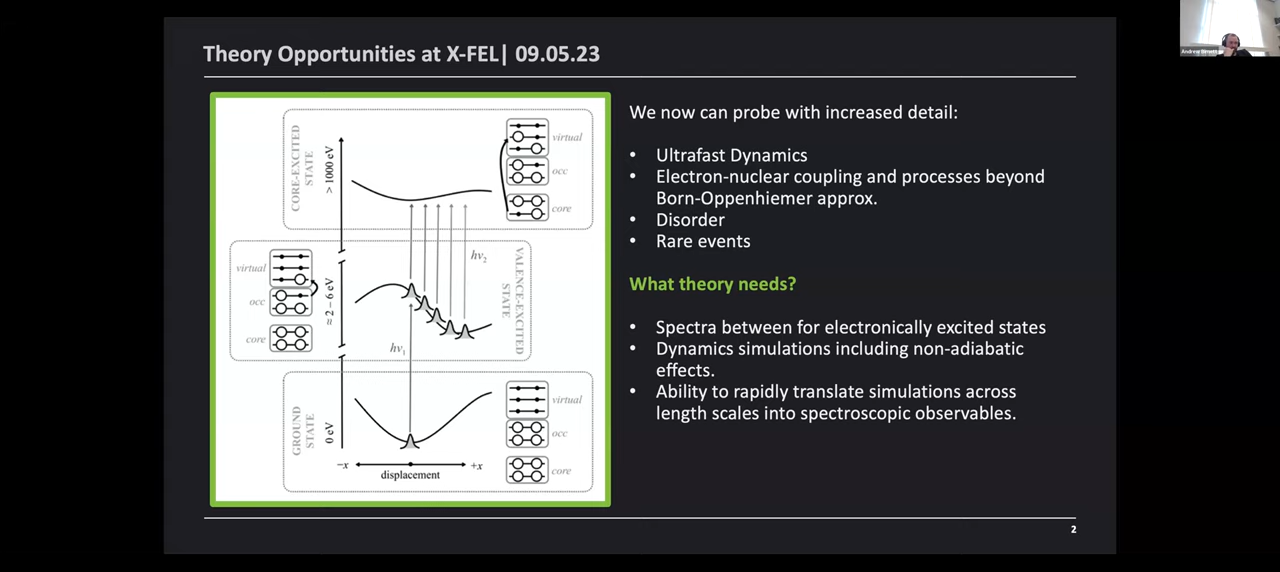 Theory Opportunities at X-FEL| 09.05.23
CORE-EXCITED
STATE
> 1000 eV
virtual
occ
core
We now can probe with increased detail:
• Ultrafast Dynamics
• Electron-nuclear coupling and processes beyond
Born-Oppenhiemer approx.
• Disorder
• Rare events
What theory needs?
• Spectra between for electronically excited states
• Dynamics simulations including non-adiabatic
effects.
• Ability to rapidly translate simulations across
length scales into spectroscopic observables.
virtual
occ
core
≈ 2 – 6 eV
hν2
hν1
VALENCE-EXCITED
STATE
GROUND
STATE
0 eV
virtual
occ
core
−x
displacement
+x
2
Andrew